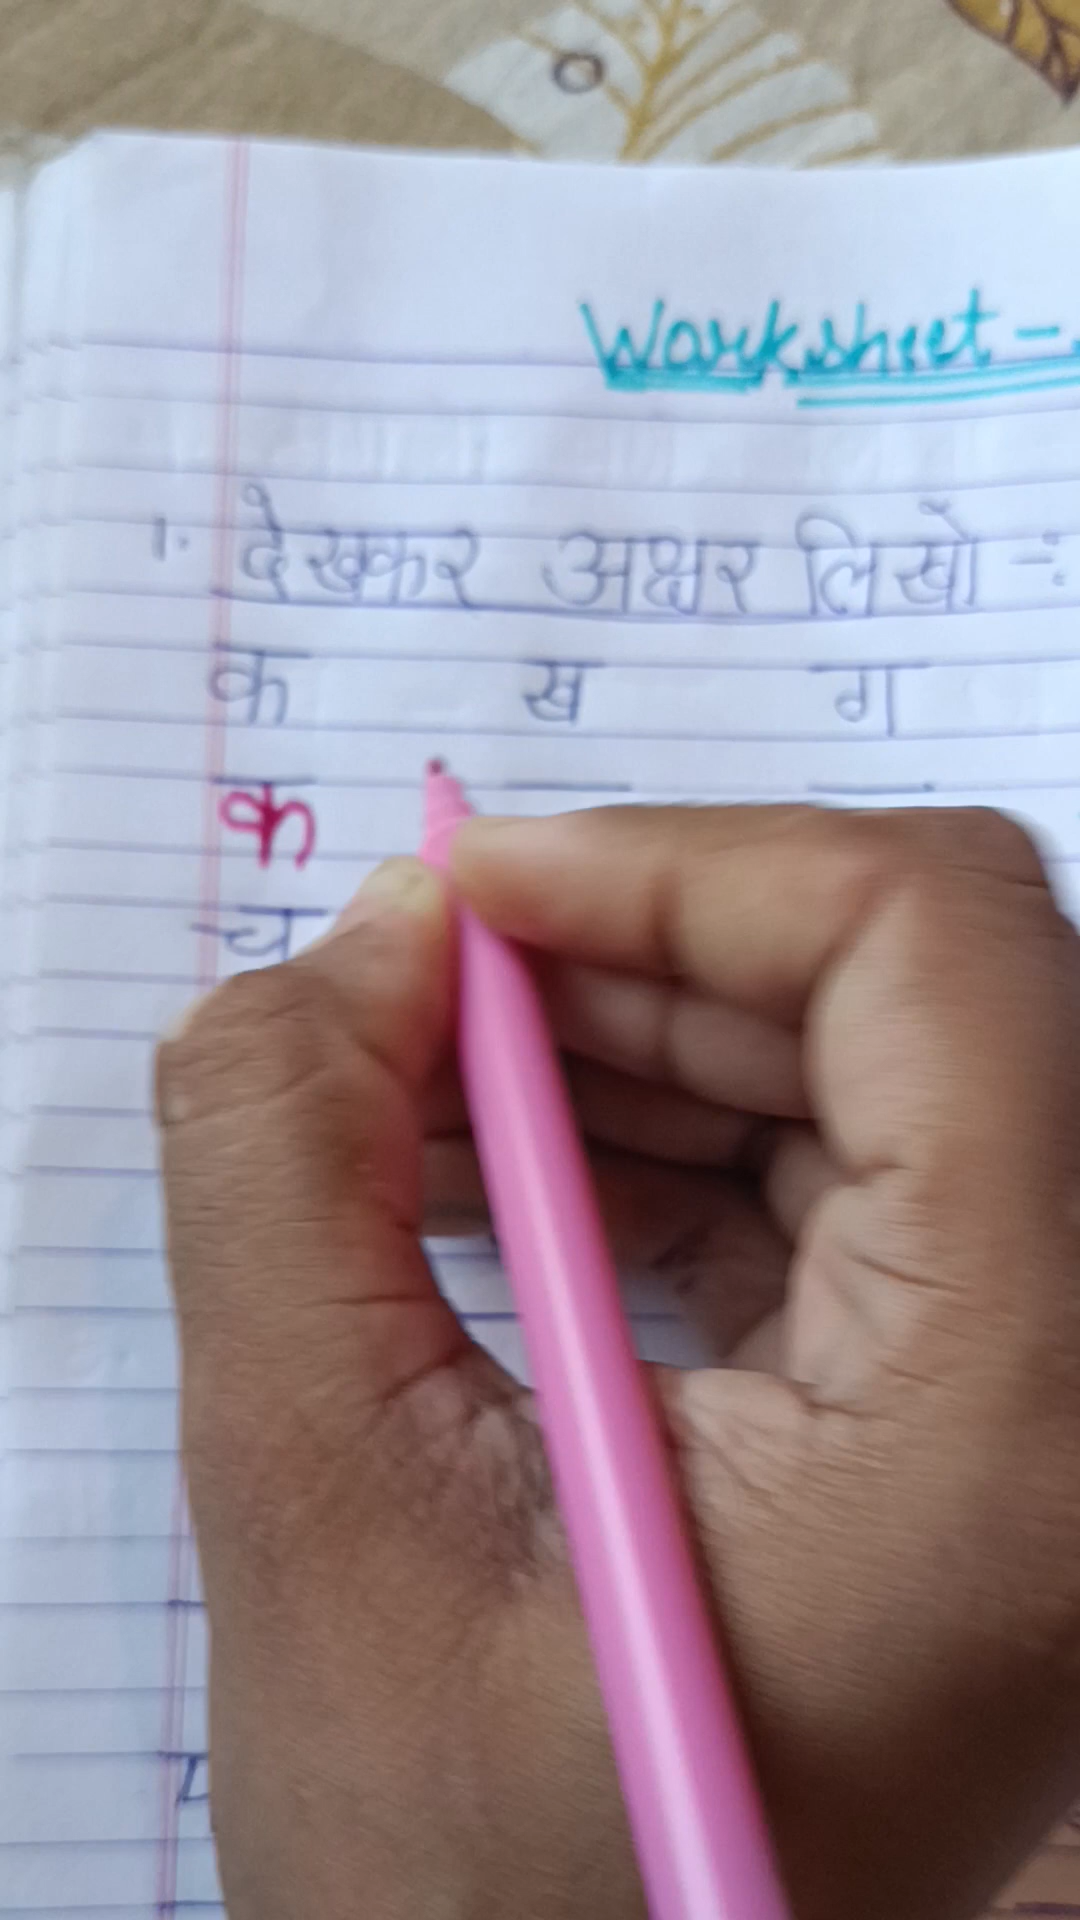 Worksheet -
1. देखकर अक्षर लिखो -:
क ख ग
क
च